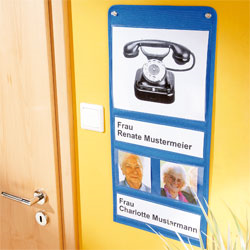 Frau
Renate Mustermeier
Frau
Charlotte Mustermann